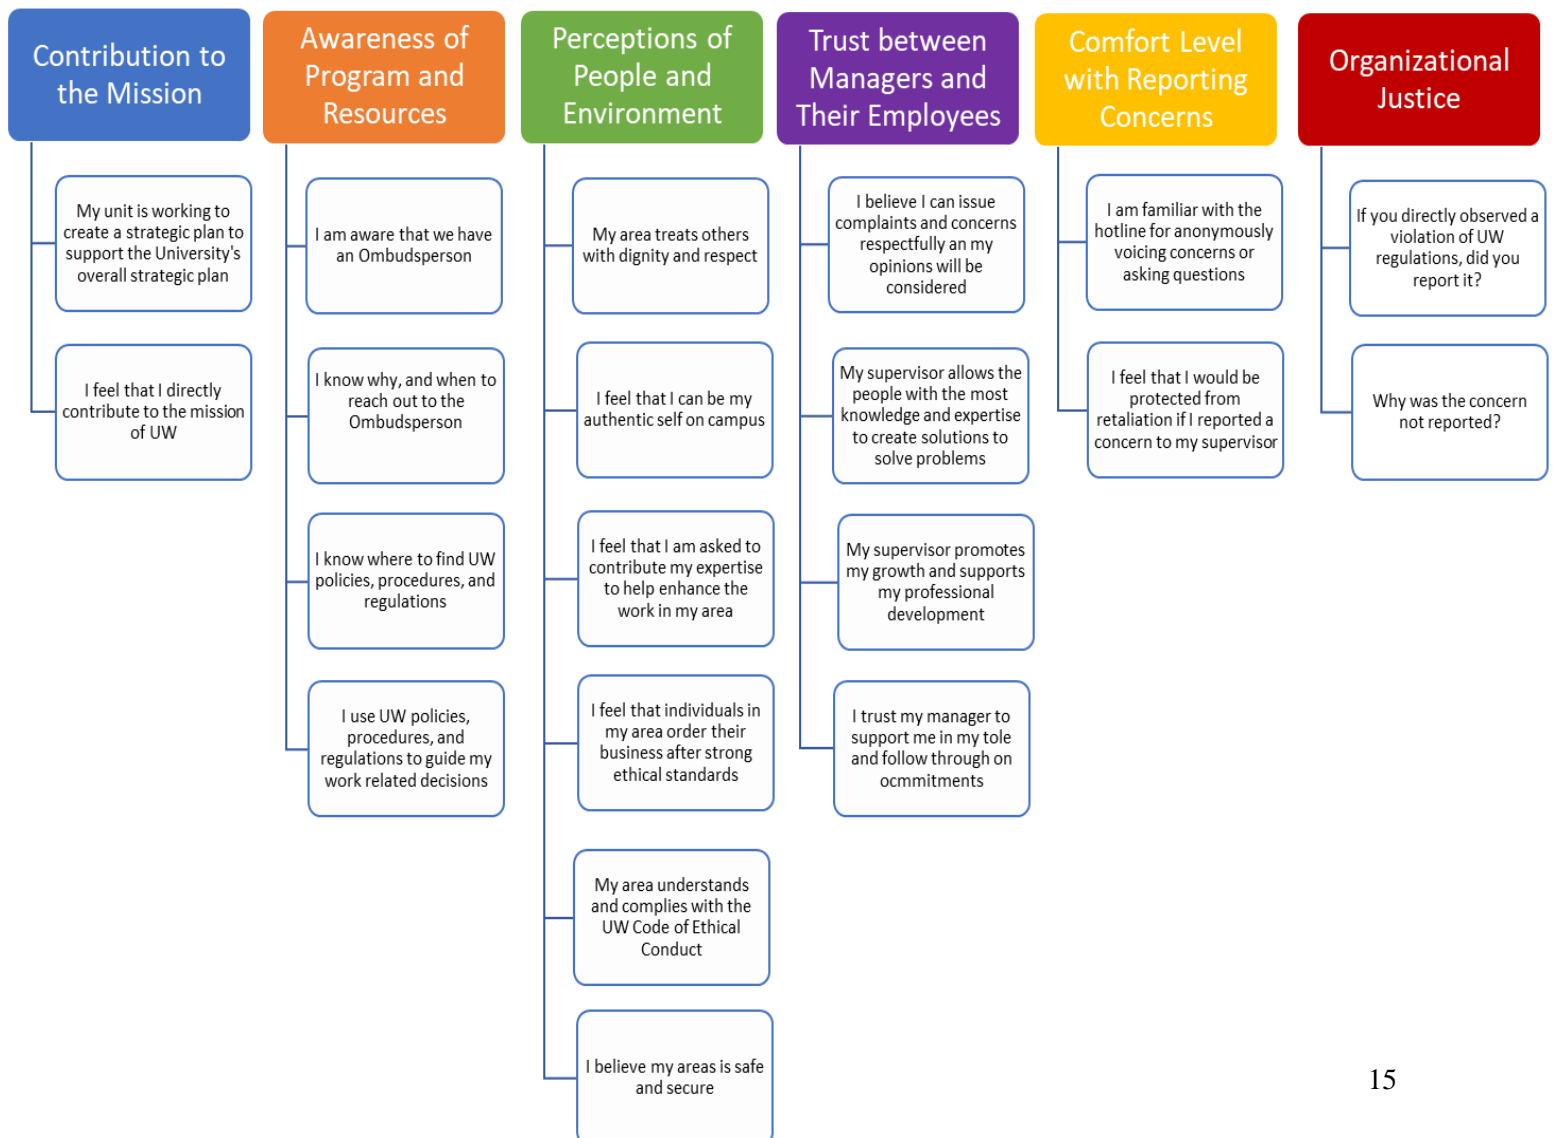 Contribution to
the Mission
My unit is working to
create a strategic plan to
support the University's
overall strategic plan
I feel that I directly
contribute to the mission
of UW
Awareness of
Program and
Resources
I am aware that we have
an Ombudsperson
I know why, and when to
reach out to the
Ombudsperson
I know where to find UW
policies, procedures, and
regulations
I use UW policies,
procedures, and
regulations to guide my
work related decisions
Perceptions of
People and
Environment
My area treats others
with dignity and respect
I feel that I can be my
authentic self on campus
I feel that I am asked to
contribute my expertise
to help enhance the
work in my area
I feel that individuals in
my area order their
business after strong
ethical standards
My area understands
and complies with the
UW Code of Ethical
Conduct
I believe my areas is safe
and secure
Trust between
Managers and
Their Employees
I believe I can issue
complaints and concerns
respectfully an my
opinions will be
considered
My supervisor allows the
people with the most
knowledge and expertise
to create solutions to
solve problems
My supervisor promotes
my growth and supports
my professional
development
I trust my manager to
support me in my tole
and follow through on
ocmmitments
Comfort Level
with Reporting
Concerns
I am familiar with the
hotline for anonymously
voicing concerns or
asking questions
I feel that I would be
protected from
retaliation if I reported a
concern to my supervisor
Organizational
Justice
If you directly observed a
violation of UW
regulations, did you
report it?
Why was the concern
not reported?
15